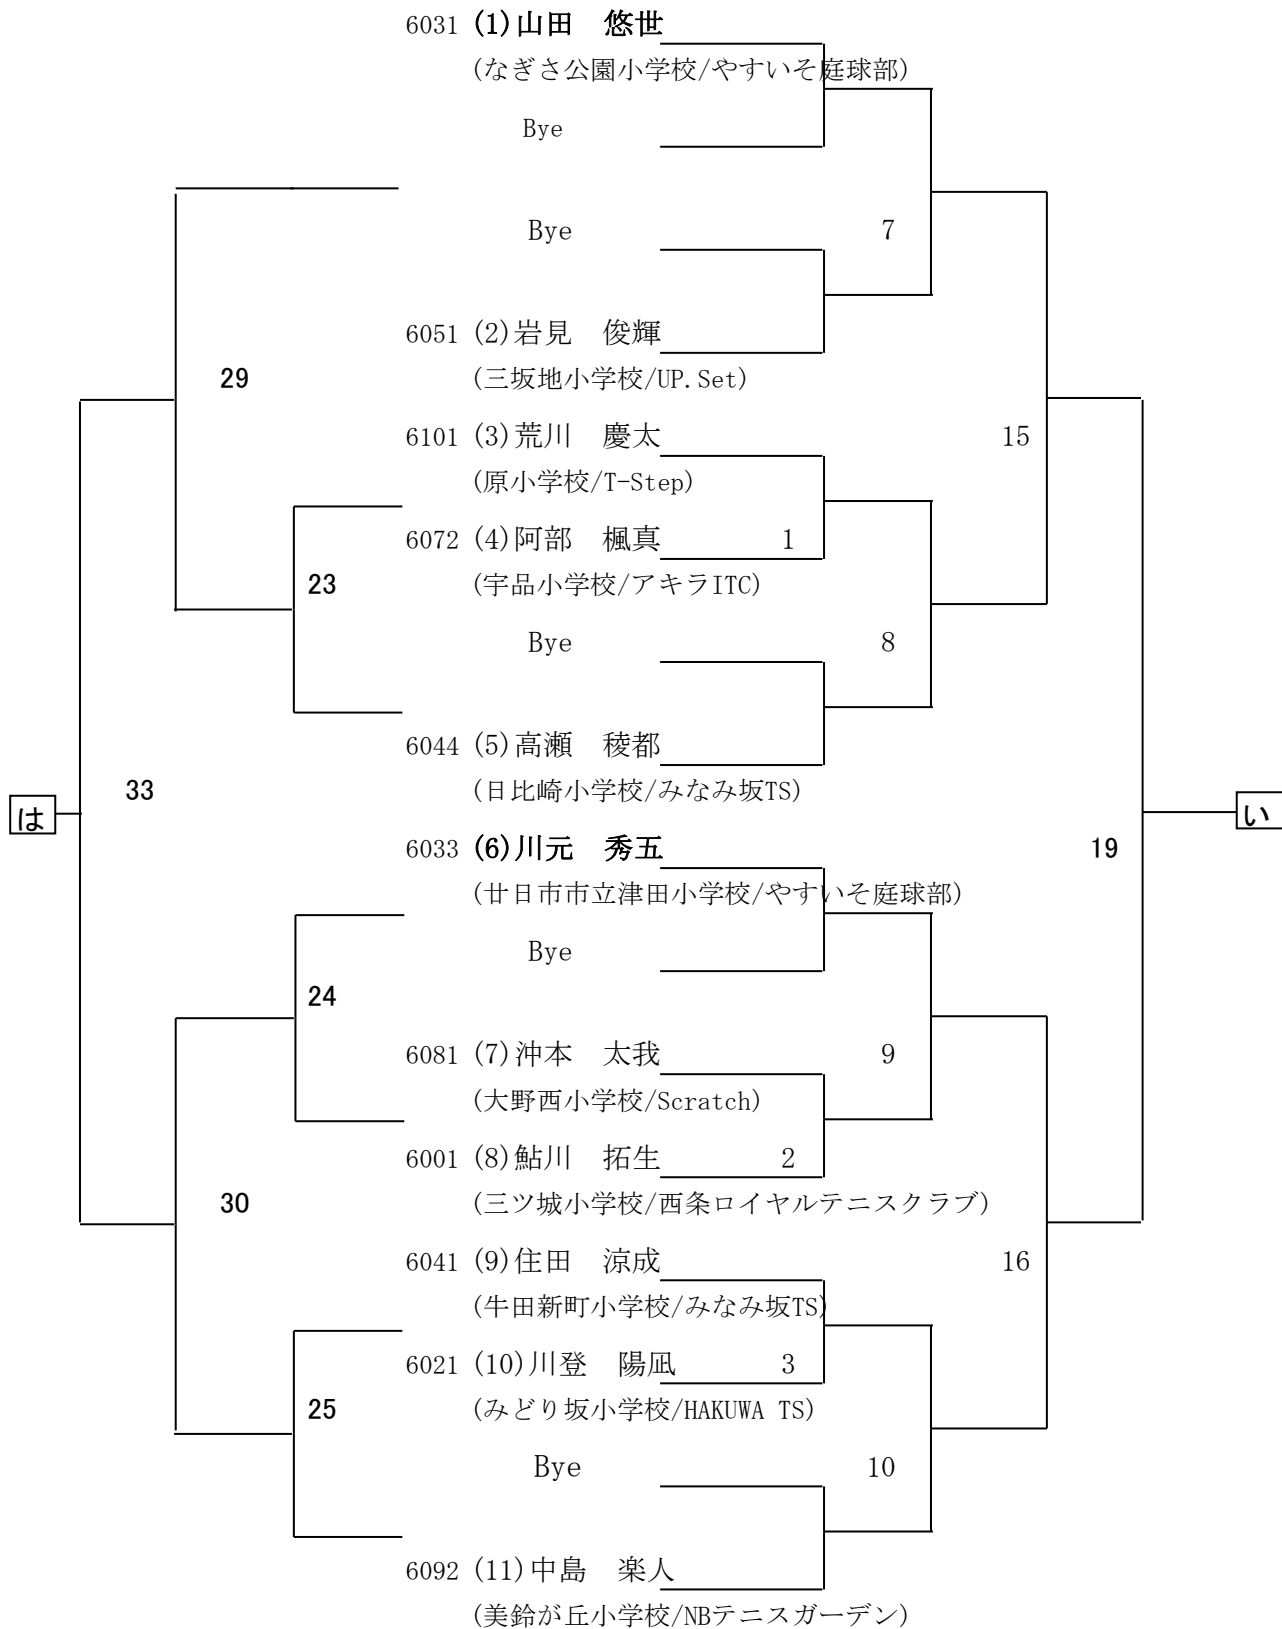 6031 (1)山田　悠世
(なぎさ公園小学校/やすいそ庭球部)
Bye
Bye 7
6051 (2)岩見　俊輝
29 (三坂地小学校/UP.Set)
6101 (3)荒川　慶太 15
(原小学校/T-Step)
6072 (4)阿部　楓真 1
23 (宇品小学校/アキラITC)
Bye 8
6044 (5)高瀬　稜都
33 (日比崎小学校/みなみ坂TS)
は い
6033 (6)川元　秀五 19
(廿日市市立津田小学校/やすいそ庭球部)
Bye
24
6081 (7)沖本　太我 9
(大野西小学校/Scratch)
6001 (8)鮎川　拓生 2
30 (三ツ城小学校/西条ロイヤルテニスクラブ)
6041 (9)住田　涼成 16
(牛田新町小学校/みなみ坂TS)
6021 (10)川登　陽凪 3
25 (みどり坂小学校/HAKUWA TS)
Bye 10
6092 (11)中島　楽人
(美鈴が丘小学校/NBテニスガーデン)